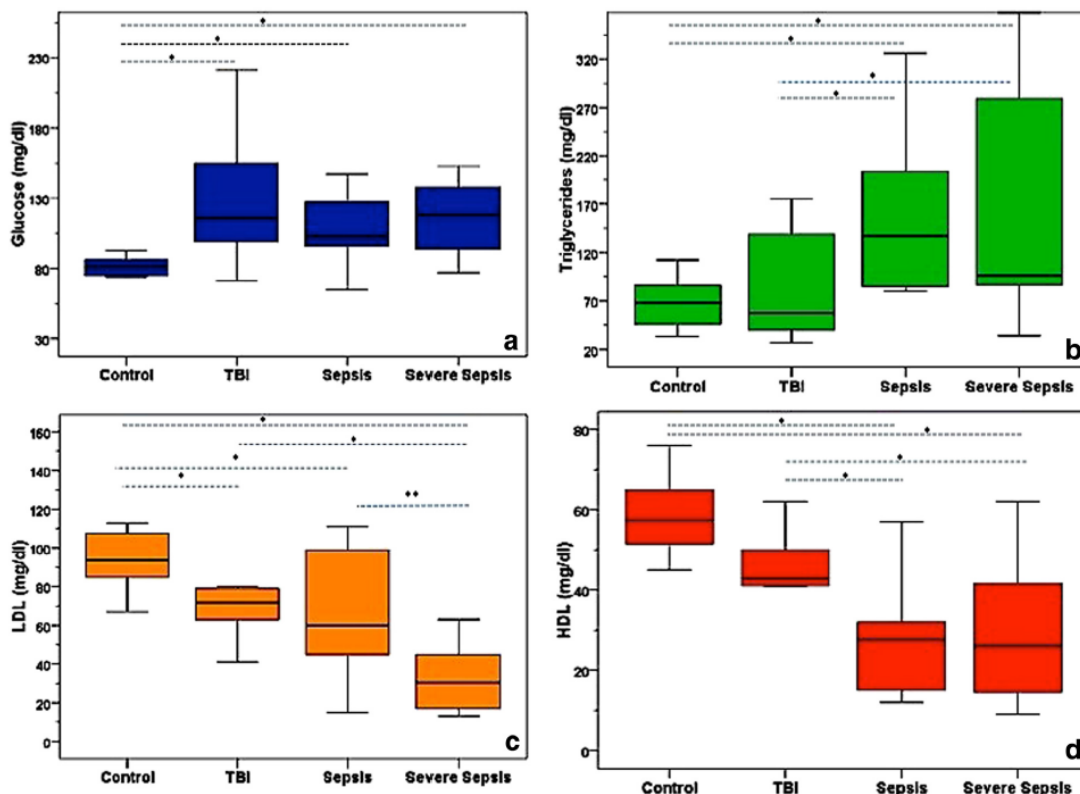 Glucose (mg/dl)
230
180
130
80
30
Control TBI Sepsis Severe Sepsis
a
Triglycerides (mg/dl)
320
270
220
170
120
70
20
Control TBI Sepsis Severe Sepsis
b
LDL (mg/dl)
160
140
120
100
80
60
40
20
0
**
Control TBI Sepsis Severe Sepsis
c
HDL (mg/dl)
80
60
40
20
0
Control TBI Sepsis Severe Sepsis
d